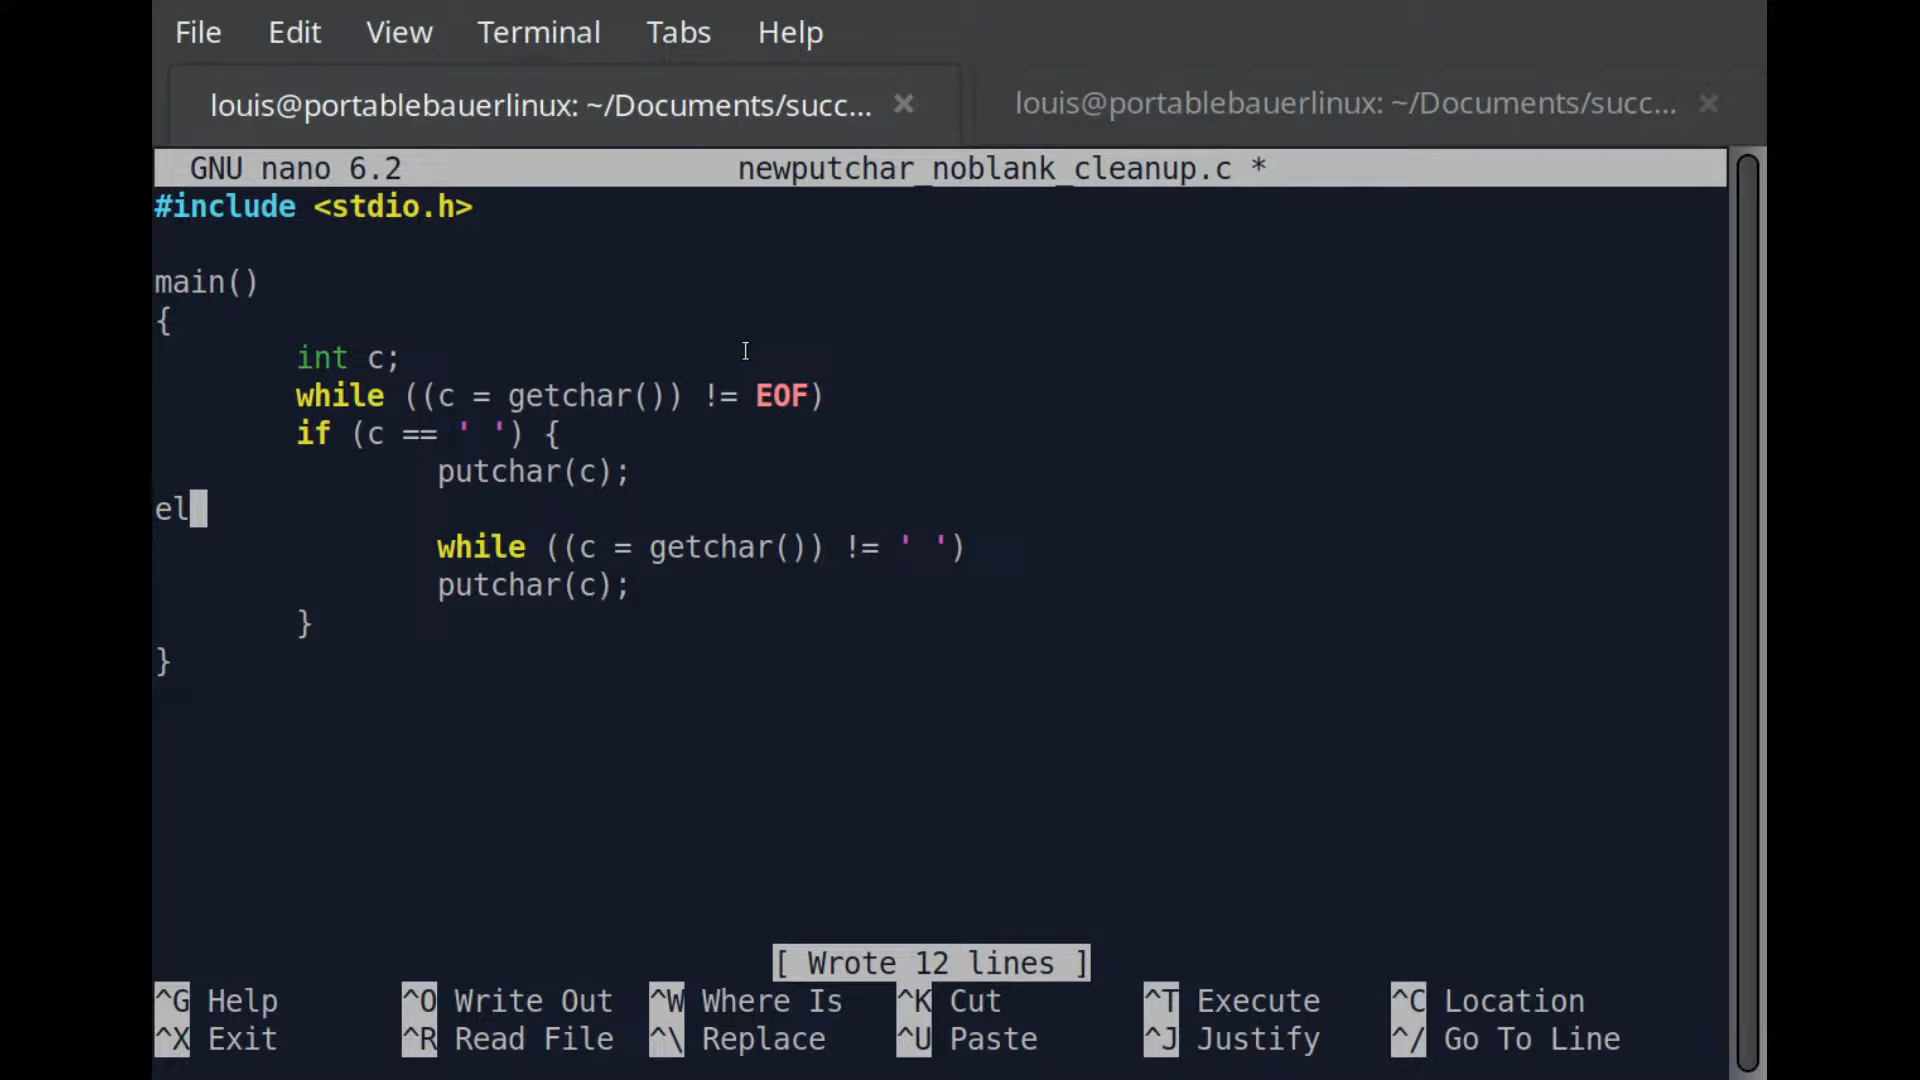 File Edit View Terminal Tabs Help
louis@portablebauerlinux: ~/Documents/succ... × louis@portablebauerlinux: ~/Documents/succ... ×
GNU nano 6.2 newputchar_noblank_cleanup.c *
#include <stdio.h>
main()
{
int c;
while ((c = getchar()) != EOF)
if (c == ' ') {
putchar(c);
el
while ((c = getchar()) != ' ')
putchar(c);
}
}
[ Wrote 12 lines ]
^G Help ^O Write Out ^W Where Is ^K Cut ^T Execute ^C Location
^X Exit ^R Read File ^\ Replace ^U Paste ^J Justify ^/ Go To Line